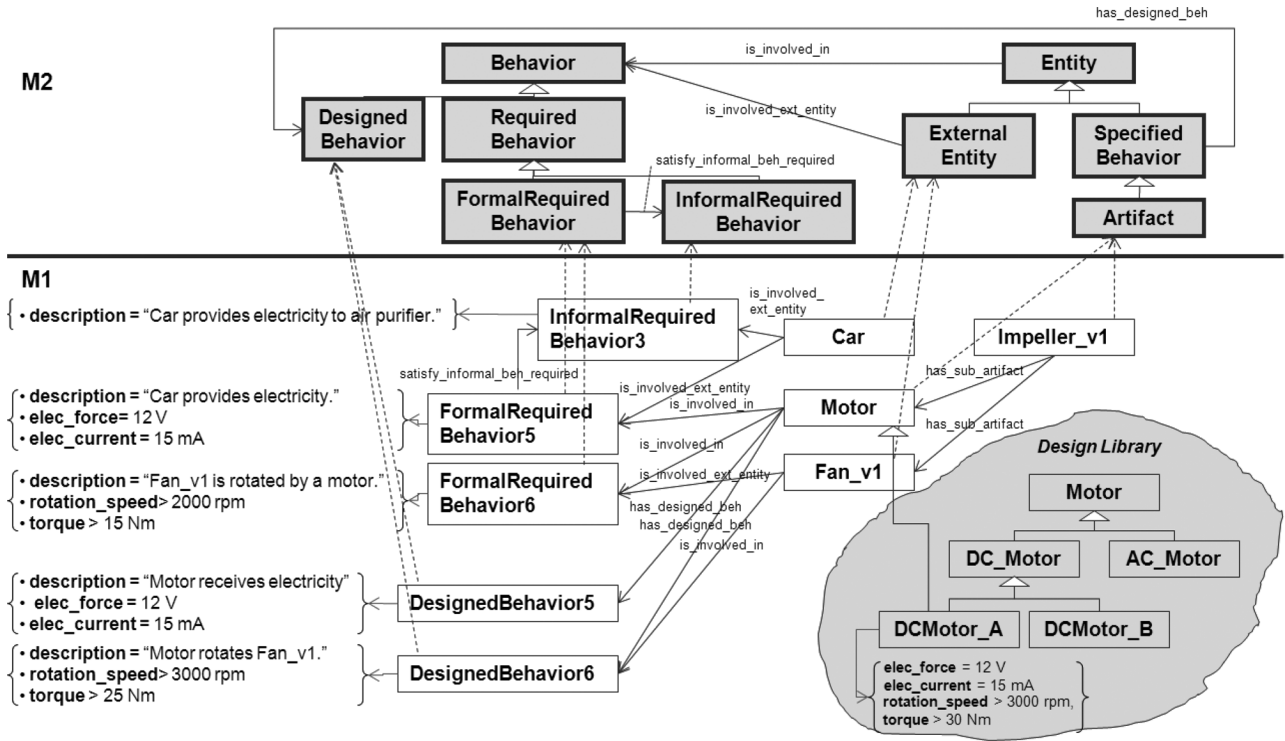 has_designed_beh
M2
Behavior
is_involved_in
Entity
Designed
Behavior
Required
Behavior
is_involved_ext_entity
External
Entity
Specified
Behavior
satisfy_informal_beh_required
FormalRequired
Behavior
InformalRequired
Behavior
Artifact
M1
• description = “Car provides electricity to air purifier.”
InformalRequired
Behavior3
is_involved_
ext_entity
Car
Impeller_v1
satisfy_informal_beh_required
has_sub_artifact
• description = “Car provides electricity.”
• elec_force= 12 V
• elec_current = 15 mA
FormalRequired
Behavior5
is_involved_ext_entity
is_involved_in
Motor
has_sub_artifact
is_involved_in
• description = “Fan_v1 is rotated by a motor.”
• rotation_speed> 2000 rpm
• torque > 15 Nm
FormalRequired
Behavior6
is_involved_ext_entity
Fan_v1
has_designed_beh
has_designed_beh
is_involved_in
Design Library
Motor
DC_Motor
AC_Motor
• description = “Motor receives electricity”
• elec_force = 12 V
• elec_current = 15 mA
DesignedBehavior5
DCMotor_A
DCMotor_B
• description = “Motor rotates Fan_v1.”
• rotation_speed> 3000 rpm
• torque > 25 Nm
DesignedBehavior6
elec_force = 12 V
elec_current = 15 mA
rotation_speed > 3000 rpm,
torque > 30 Nm